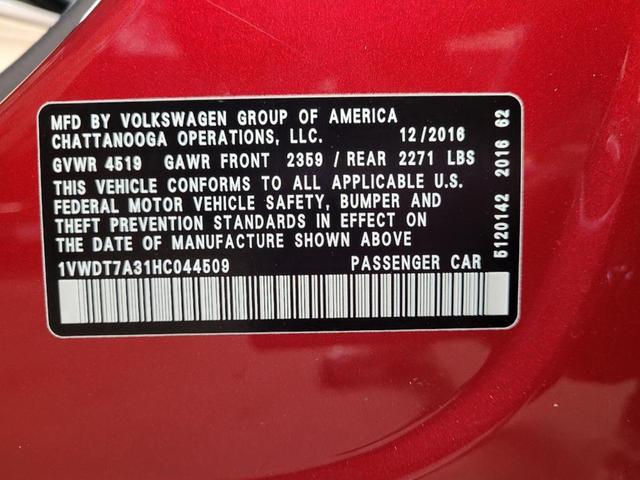 MFD BY VOLKSWAGEN GROUP OF AMERICA
CHATTANOOGA OPERATIONS, LLC. 12/2016
GVWR 4519 GAWR FRONT 2359 / REAR 2271 LBS
THIS VEHICLE CONFORMS TO ALL APPLICABLE U.S.
FEDERAL MOTOR VEHICLE SAFETY, BUMPER AND
THEFT PREVENTION STANDARDS IN EFFECT ON
THE DATE OF MANUFACTURE SHOWN ABOVE
1VWDT7A31HC044509 PASSENGER CAR
5120142 2016 62